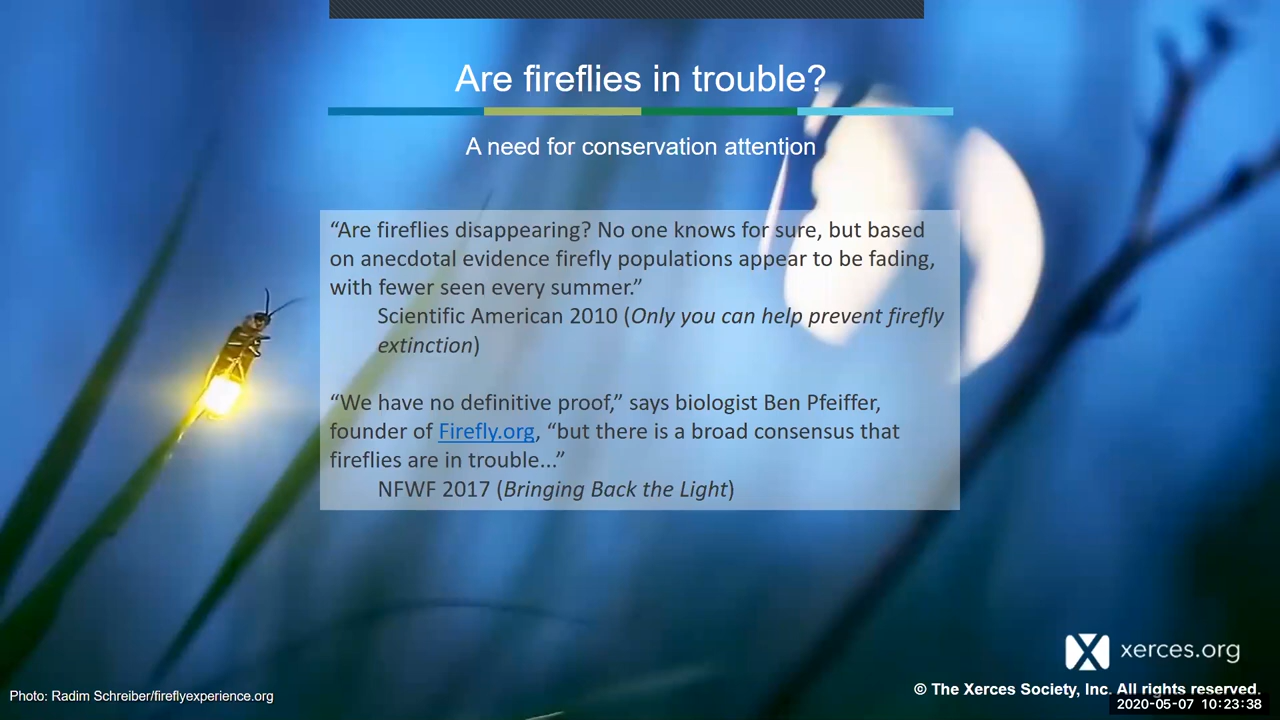 Are fireflies in trouble?
A need for conservation attention
“Are fireflies disappearing? No one knows for sure, but based
on anecdotal evidence firefly populations appear to be fading,
with fewer seen every summer.”
Scientific American 2010 (Only you can help prevent firefly
extinction)
“We have no definitive proof,” says biologist Ben Pfeiffer,
founder of Firefly.org, “but there is a broad consensus that
fireflies are in trouble...”
NFWF 2017 (Bringing Back the Light)
xerces.org
Photo: Radim Schreiber/fireflyexperience.org
© The Xerces Society, Inc. All rights reserved.
2020-05-07 10:23:38